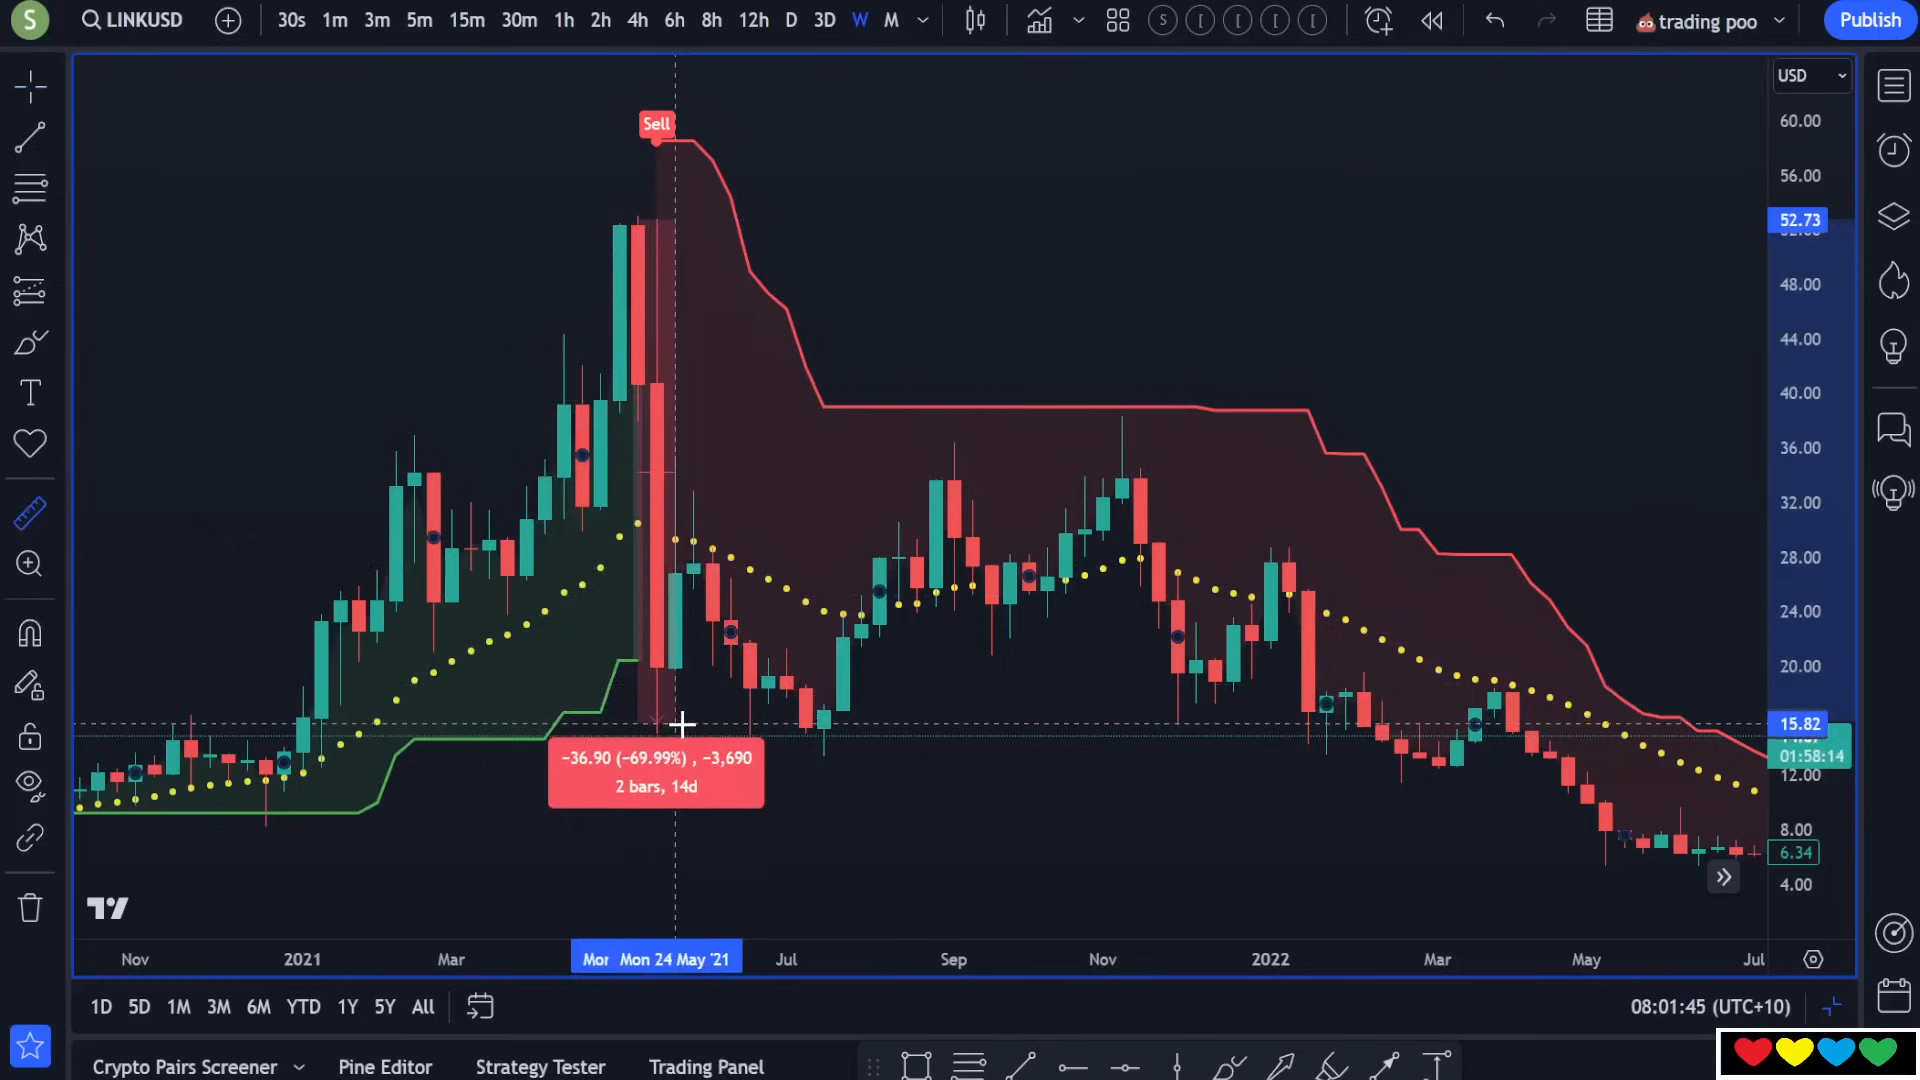 S LINKUSD 30s 1m 3m 5m 15m 30m 1h 2h 4h 6h 8h 12h D 3D W M S [ [ [ [ trading poo Publish
USD
Sell
60.00
56.00
52.73
48.00
44.00
40.00
36.00
32.00
28.00
24.00
20.00
15.82
01:58:14
12.00
8.00
6.34
4.00
−36.90 (−69.99%) , −3,690
2 bars, 14d
Nov 2021 Mar Mor Mon 24 May '21 Jul Sep Nov 2022 Mar May Jul
1D 5D 1M 3M 6M YTD 1Y 5Y All 08:01:45 (UTC+10)
Crypto Pairs Screener Pine Editor Strategy Tester Trading Panel